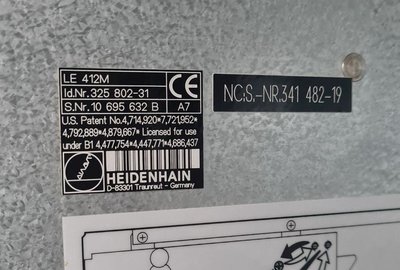 LE 412M
Id.Nr.325 802-31
S.Nr.10 695 632 B A7
CE
U.S. Patent No.4,714,920*7,721,952*
4,792,889*4,879,667* Licensed for use
under B1 4,477,754*4,447,771*4,686,437
HEIDENHAIN
D-83301 Traunreut - Germany
NC.S.-NR.341 482-19